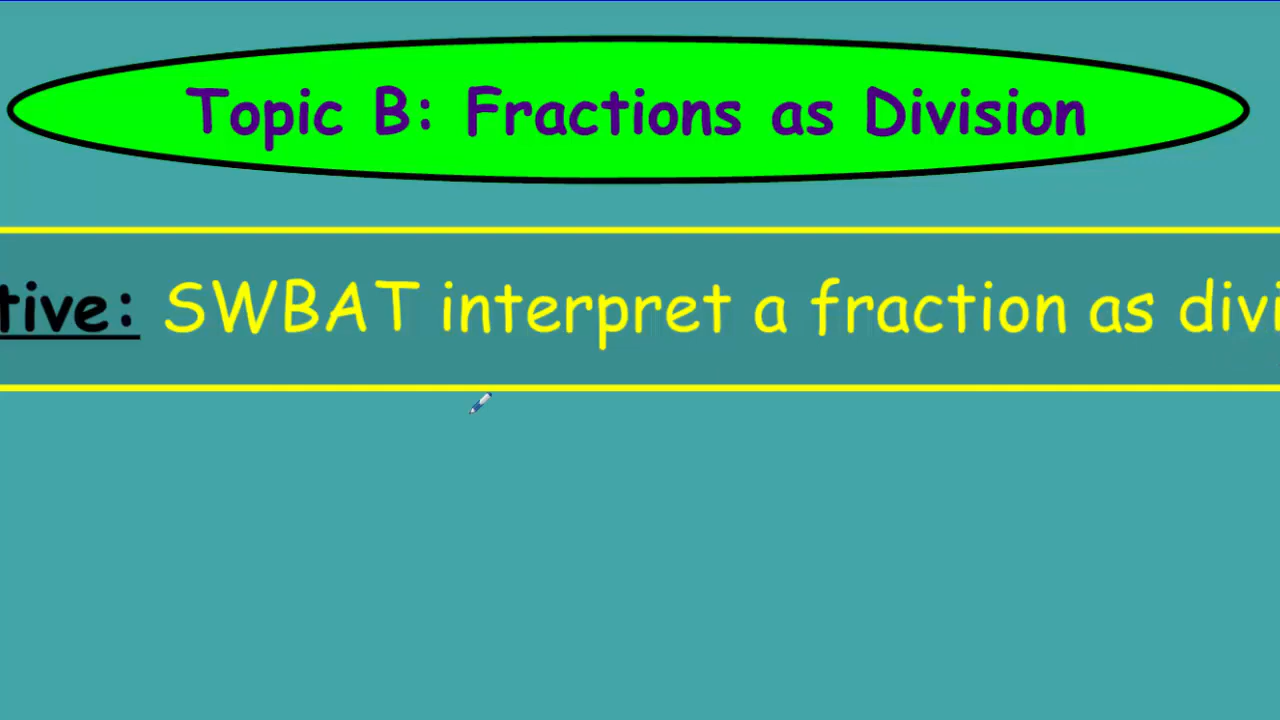 Topic B: Fractions as Division
tive: SWBAT interpret a fraction as divi